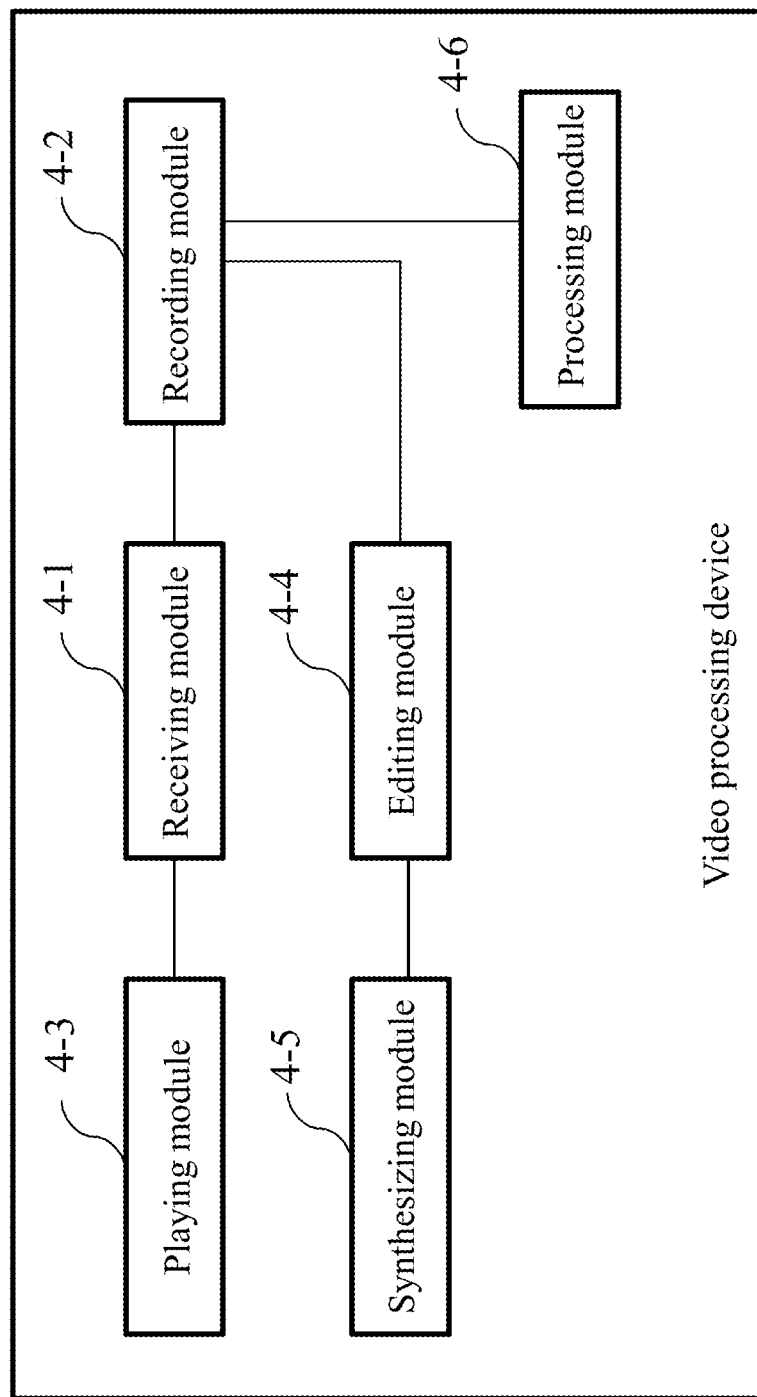 4-3
Playing module
4-1
Receiving module
4-2
Recording module
4-5
Synthesizing module
4-4
Editing module
4-6
Processing module
Video processing device